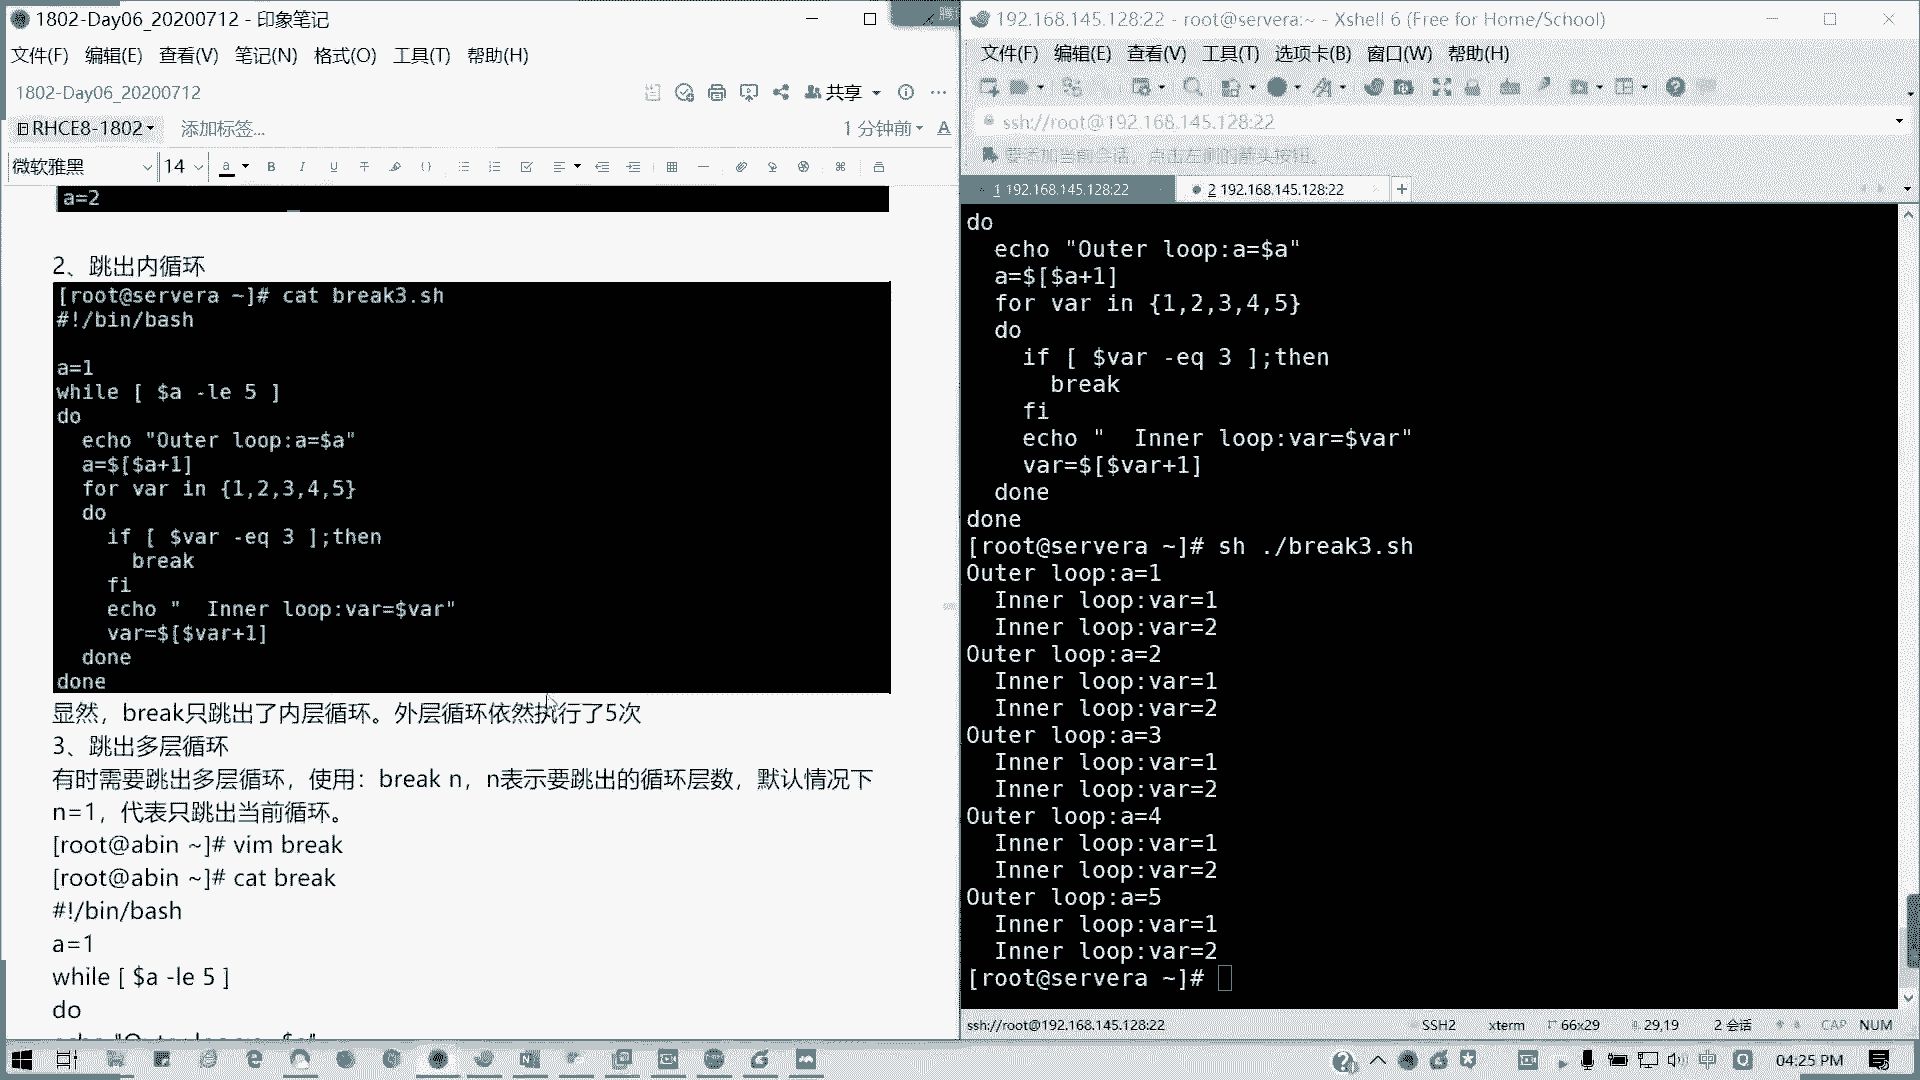 1802-Day06_20200712 - 印象笔记
文件(F) 编辑(E) 查看(V) 笔记(N) 格式(O) 工具(T) 帮助(H)
1802-Day06_20200712
共享
RHCE8-1802
添加标签...
1 分钟前
微软雅黑 14
a=2
2、跳出内循环
[root@servera ~]# cat break3.sh
#!/bin/bash
a=1
while [ $a -le 5 ]
do
echo "Outer loop:a=$a"
a=$[$a+1]
for var in {1,2,3,4,5}
do
if [ $var -eq 3 ];then
break
fi
echo "  Inner loop:var=$var"
var=$[$var+1]
done
done
显然，break只跳出了内层循环。外层循环依然执行了5次
3、跳出多层循环
有时需要跳出多层循环，使用：break n，n表示要跳出的循环层数，默认情况下
n=1，代表只跳出当前循环。
[root@abin ~]# vim break
[root@abin ~]# cat break
#!/bin/bash
a=1
while [ $a -le 5 ]
do
192.168.145.128:22 - root@servera:~ - Xshell 6 (Free for Home/School)
文件(F) 编辑(E) 查看(V) 工具(T) 选项卡(B) 窗口(W) 帮助(H)
ssh://root@192.168.145.128:22
要添加当前会话，点击左侧的箭头按钮。
1 192.168.145.128:22
2 192.168.145.128:22
do
echo "Outer loop:a=$a"
a=$[$a+1]
for var in {1,2,3,4,5}
do
if [ $var -eq 3 ];then
break
fi
echo "  Inner loop:var=$var"
var=$[$var+1]
done
done
[root@servera ~]# sh ./break3.sh
Outer loop:a=1
Inner loop:var=1
Inner loop:var=2
Outer loop:a=2
Inner loop:var=1
Inner loop:var=2
Outer loop:a=3
Inner loop:var=1
Inner loop:var=2
Outer loop:a=4
Inner loop:var=1
Inner loop:var=2
Outer loop:a=5
Inner loop:var=1
Inner loop:var=2
[root@servera ~]#
ssh://root@192.168.145.128:22 SSH2 xterm 66x29 29,19 2 会话 CAP NUM
04:25 PM